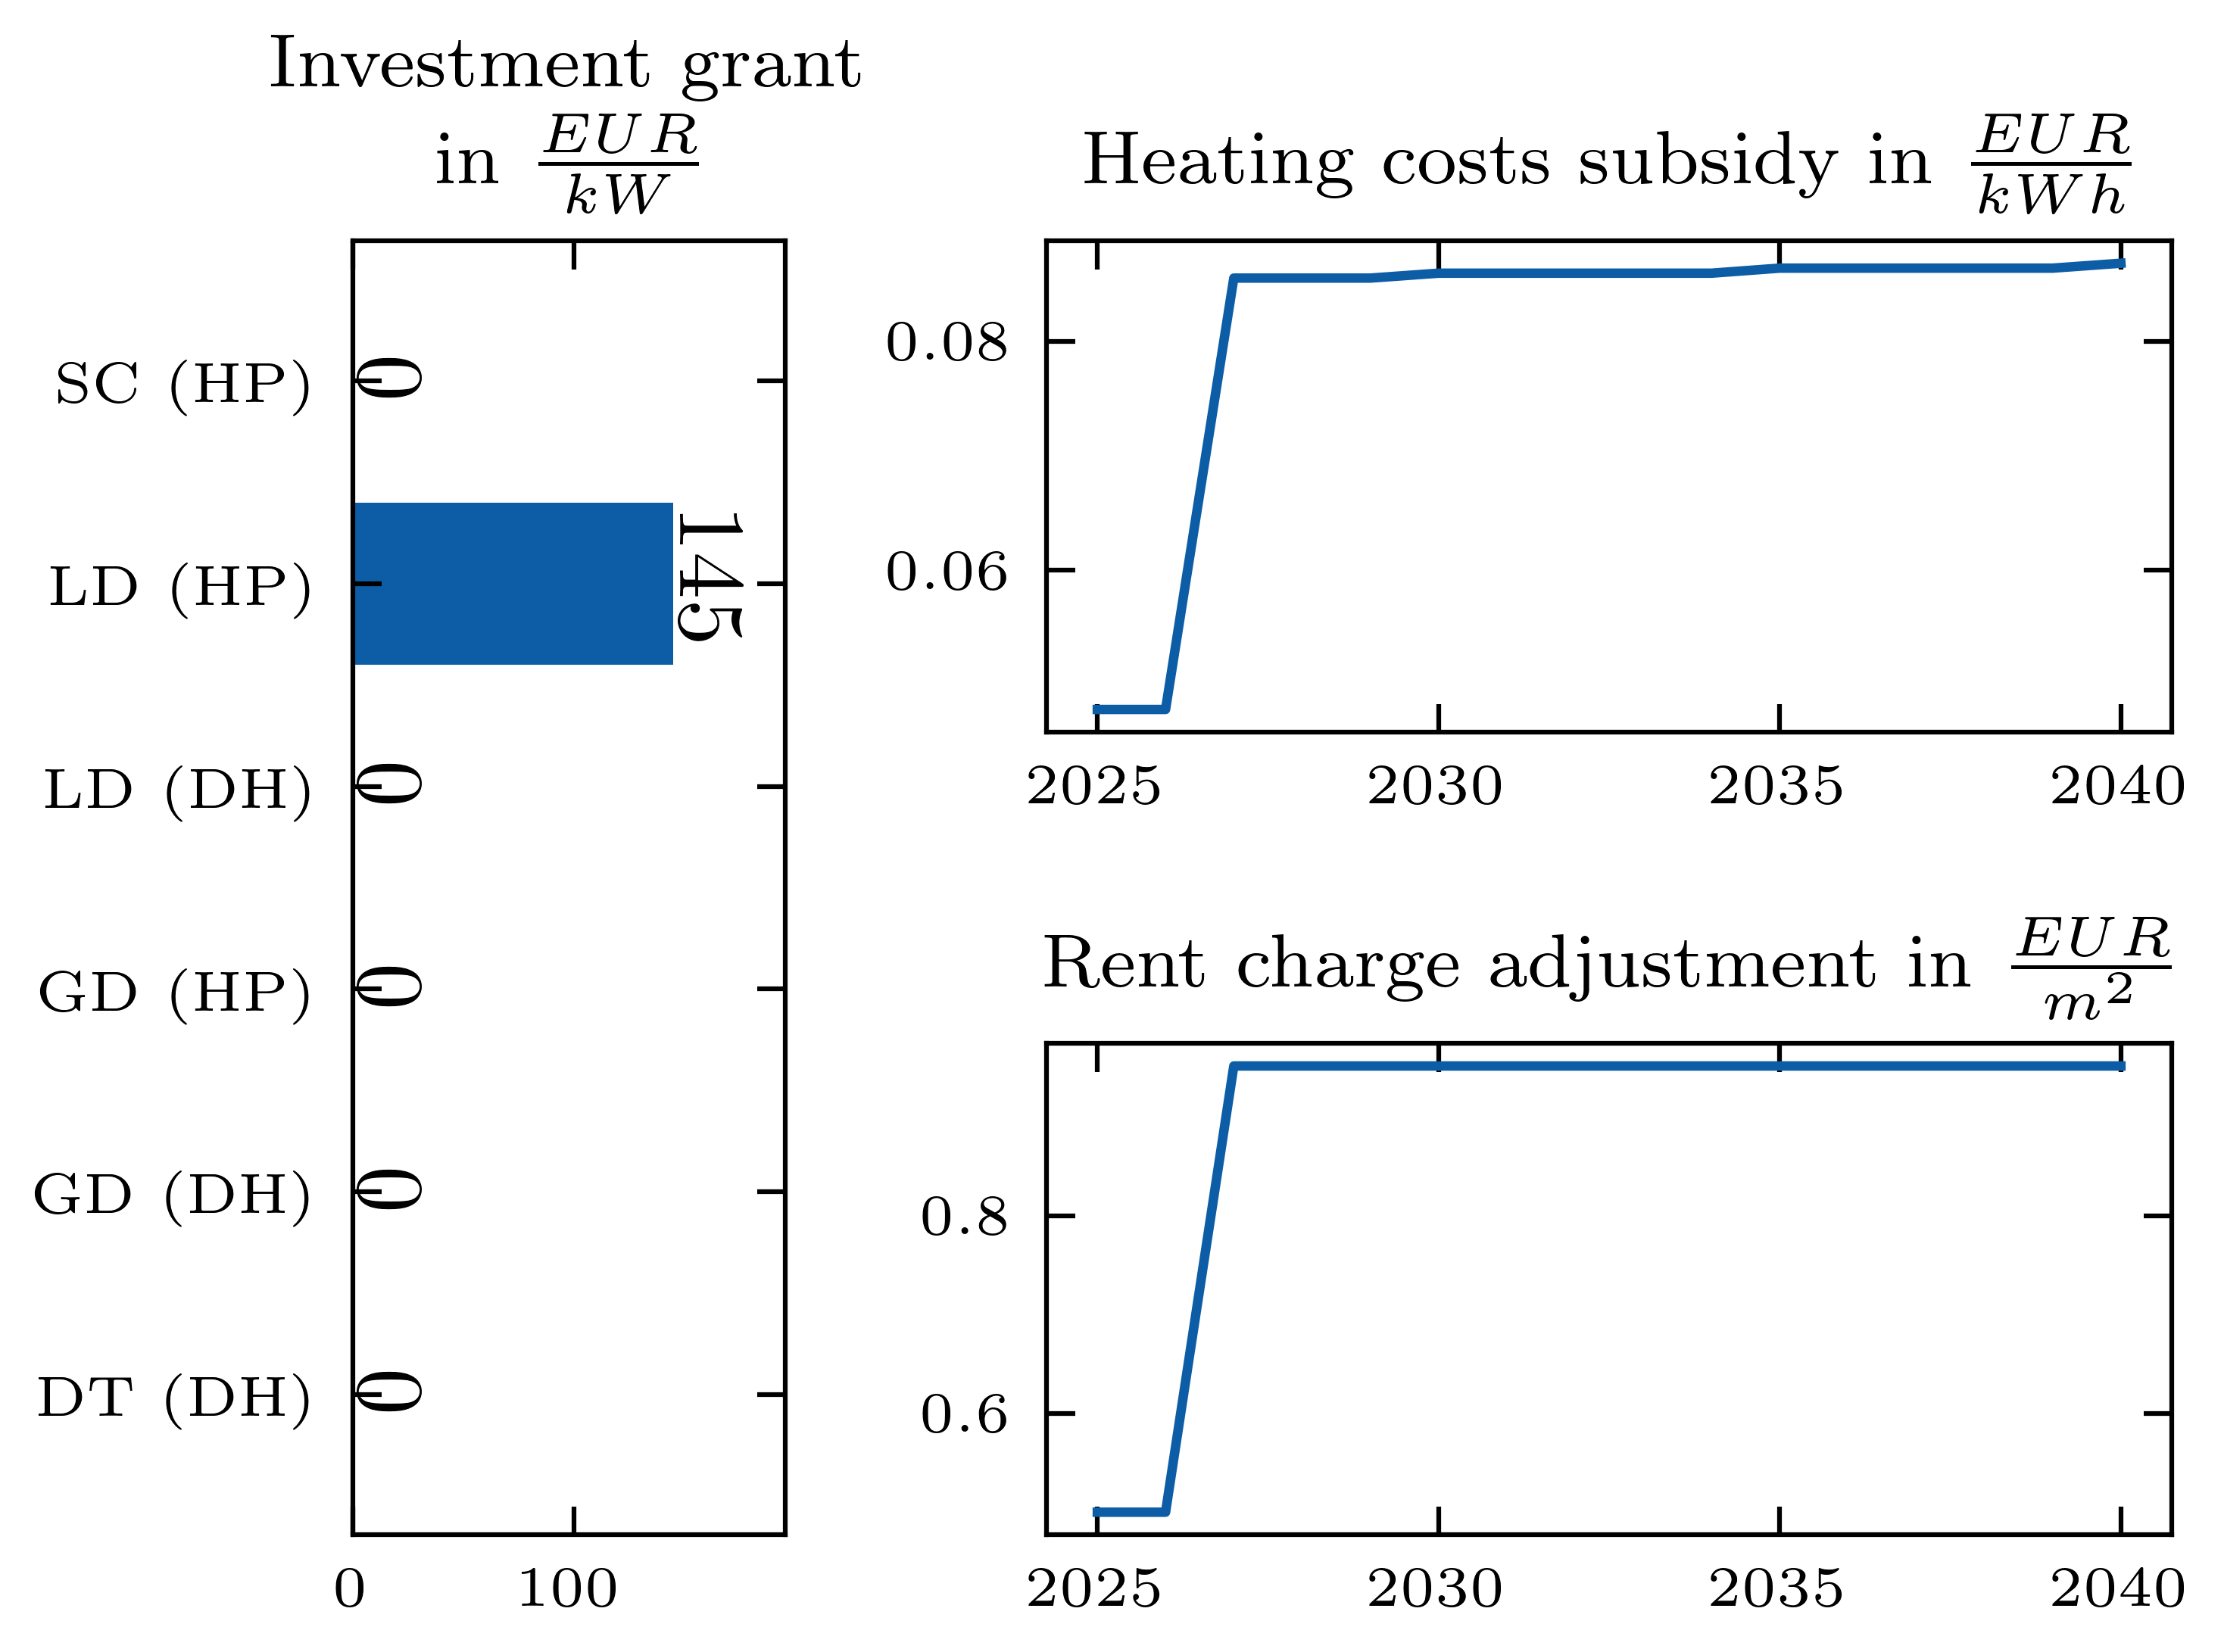 Investment grant
in EUR/kW
SC (HP) 0
LD (HP) 145
LD (DH) 0
GD (HP) 0
GD (DH) 0
DT (DH) 0
0 100
Heating costs subsidy in EUR/kWh
0.08
0.06
2025 2030 2035 2040
Rent charge adjustment in EUR/m²
0.8
0.6
2025 2030 2035 2040